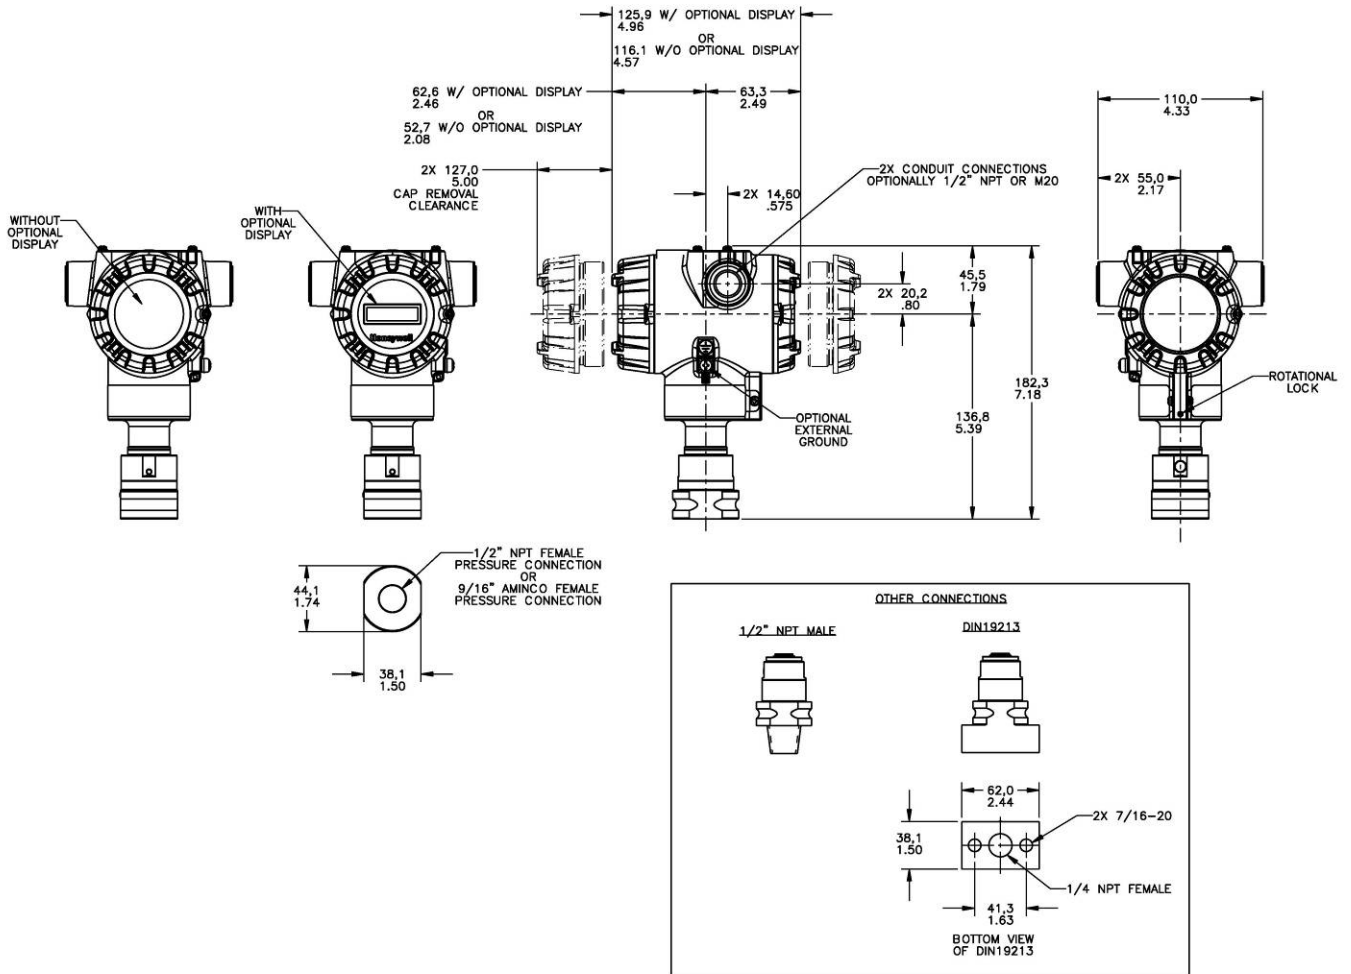 125,9 W/ OPTIONAL DISPLAY
4.96
OR
116.1 W/O OPTIONAL DISPLAY
4.57
62,6 W/ OPTIONAL DISPLAY
2.46
OR
52,7 W/O OPTIONAL DISPLAY
2.08
63,3
2.49
110,0
4.33
2X 127,0
5.00
CAP REMOVAL
CLEARANCE
2X 14,60
.575
2X CONDUIT CONNECTIONS
OPTIONALLY 1/2" NPT OR M20
2X 55,0
2.17
WITHOUT
OPTIONAL
DISPLAY
WITH
OPTIONAL
DISPLAY
Honeywell
2X 20,2
.80
45,5
1.79
182,3
7.18
136,8
5.39
OPTIONAL
EXTERNAL
GROUND
ROTATIONAL
LOCK
1/2" NPT FEMALE
PRESSURE CONNECTION
OR
9/16" AMINCO FEMALE
PRESSURE CONNECTION
44,1
1.74
38,1
1.50
OTHER CONNECTIONS
1/2" NPT MALE
DIN19213
62,0
2.44
38,1
1.50
2X 7/16-20
1/4 NPT FEMALE
41,3
1.63
BOTTOM VIEW
OF DIN19213